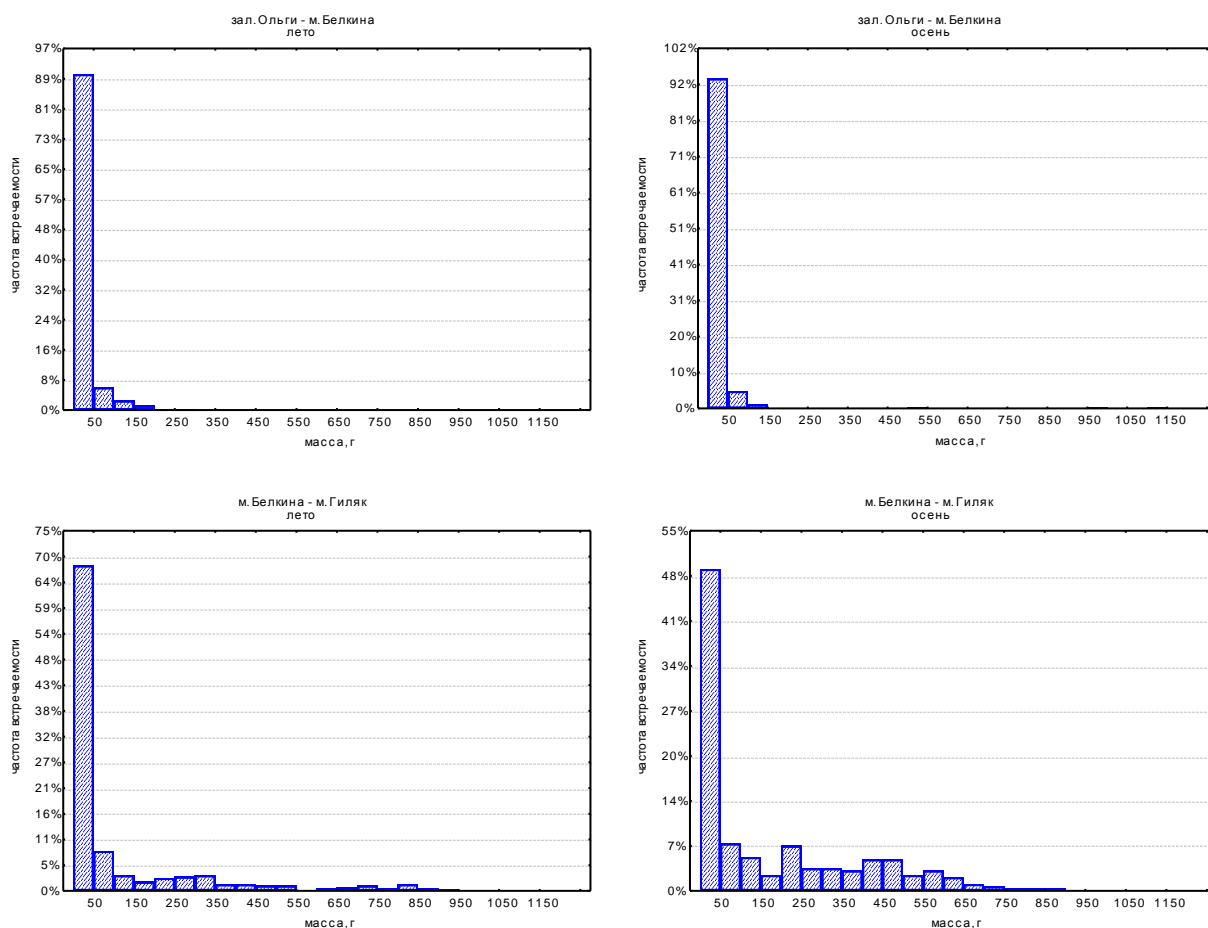 зал.Ольги - м.Белкина
лето
97%
89%
81%
73%
65%
57%
48%
40%
32%
24%
16%
8%
0%
частота встречаемости
50 150 250 350 450 550 650 750 850 950 1050 1150
масса,г
зал.Ольги - м.Белкина
осень
102%
92%
81%
71%
61%
51%
41%
31%
20%
10%
0%
частота встречаемости
50 150 250 350 450 550 650 750 850 950 1050 1150
масса,г
м.Белкина - м.Гиляк
лето
75%
70%
64%
59%
54%
48%
43%
38%
32%
27%
21%
16%
11%
5%
0%
частота встречаемости
50 150 250 350 450 550 650 750 850 950 1050 1150
масса,г
м.Белкина - м.Гиляк
осень
55%
48%
41%
34%
27%
20%
14%
7%
0%
частота встречаемости
50 150 250 350 450 550 650 750 850 950 1050 1150
масса,г